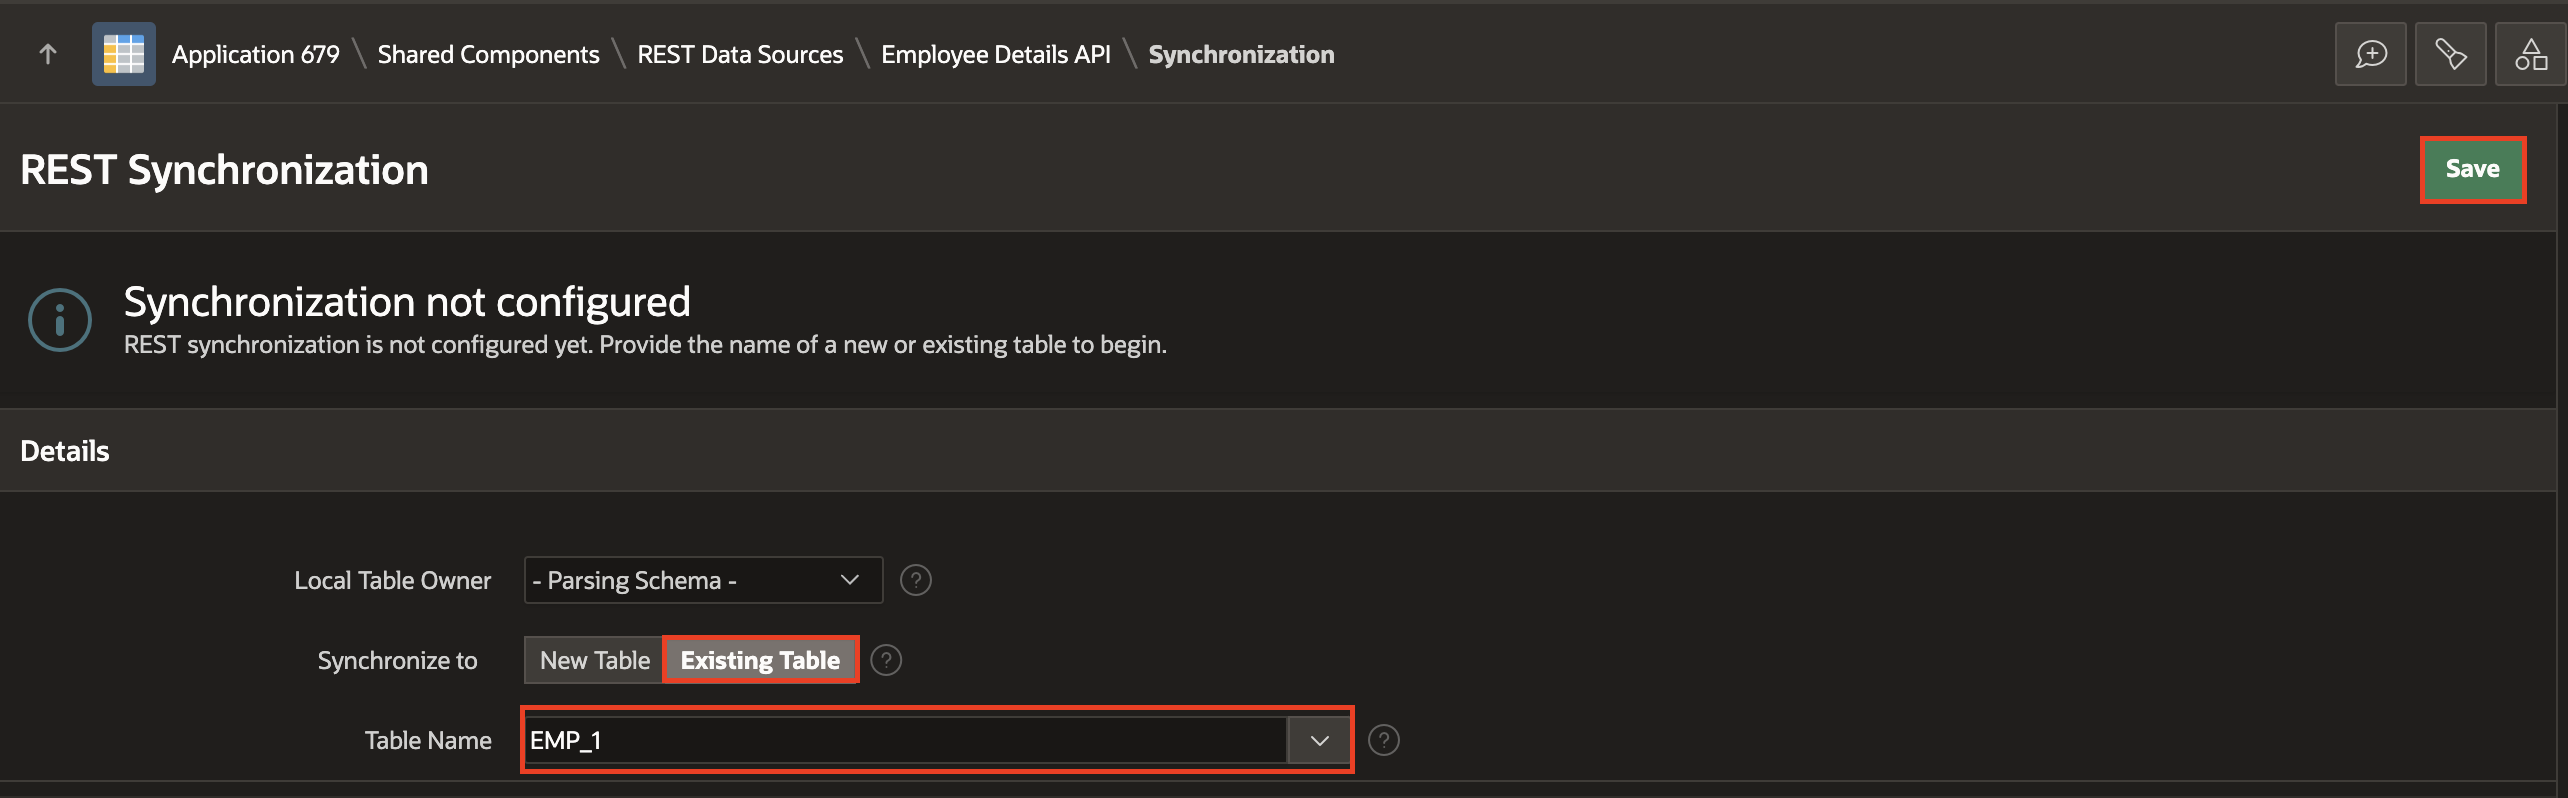 Application 679 \ Shared Components \ REST Data Sources \ Employee Details API \ Synchronization
REST Synchronization
Save
Synchronization not configured
REST synchronization is not configured yet. Provide the name of a new or existing table to begin.
Details
Local Table Owner - Parsing Schema - ?
Synchronize to New Table Existing Table ?
Table Name EMP_1 ?